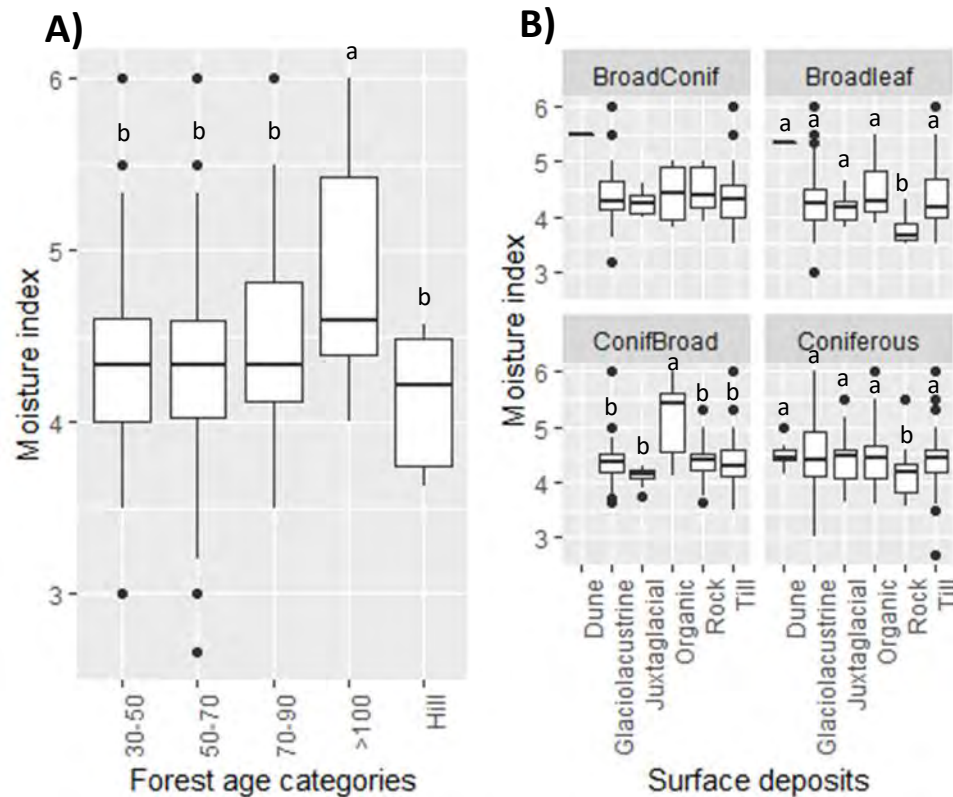 A)
a
b b b
b
6
5
4
3
Moisture index
30-50
50-70
70-90
>100
Hill
Forest age categories
B)
BroadConif
Broadleaf
6
5
4
3
a a a a
a
b
ConifBroad
Coniferous
6
5
4
3
a
b b b
b
a
a a a
a
b
Moisture index
Dune
Glaciolacustrine
Juxtaglacial
Organic
Rock
Till
Dune
Glaciolacustrine
Juxtaglacial
Organic
Rock
Till
Surface deposits